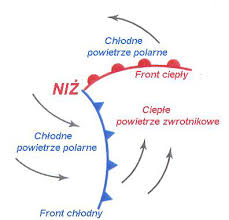 Chłodne
powietrze polarne
Front ciepły
NIŻ
Ciepłe
powietrze zwrotnikowe
Chłodne
powietrze polarne
Front chłodny